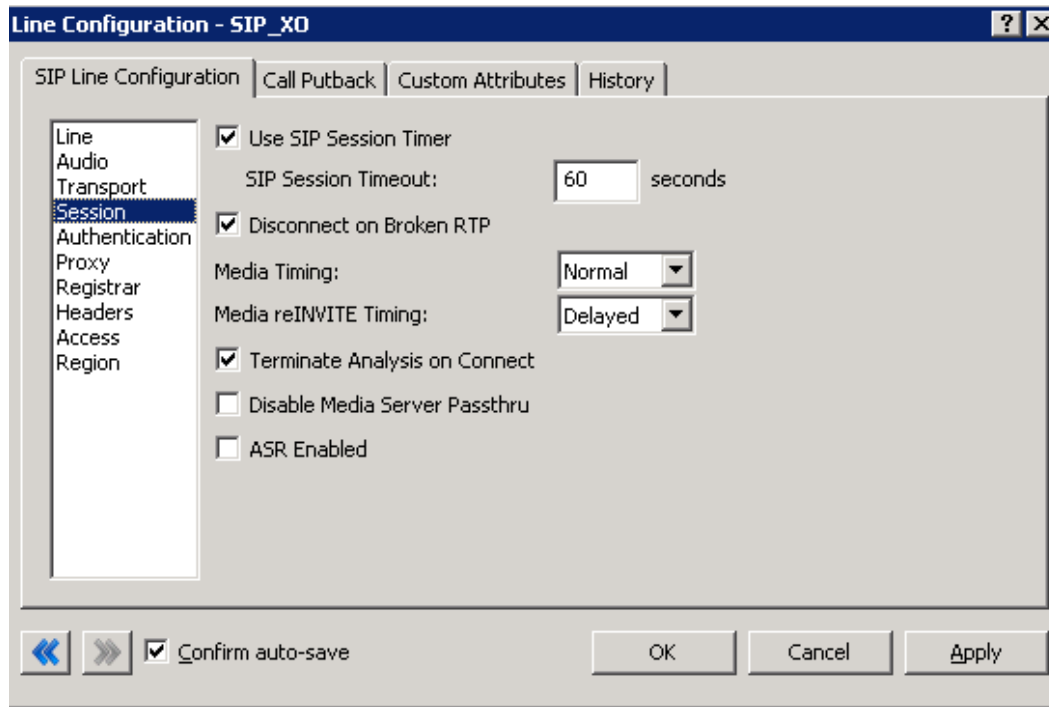 Line Configuration - SIP_XO
SIP Line Configuration
Call Putback
Custom Attributes
History
Line
Audio
Transport
Session
Authentication
Proxy
Registrar
Headers
Access
Region
Use SIP Session Timer
SIP Session Timeout: 60 seconds
Disconnect on Broken RTP
Media Timing: Normal
Media reINVITE Timing: Delayed
Terminate Analysis on Connect
Disable Media Server Passthru
ASR Enabled
Confirm auto-save
OK
Cancel
Apply